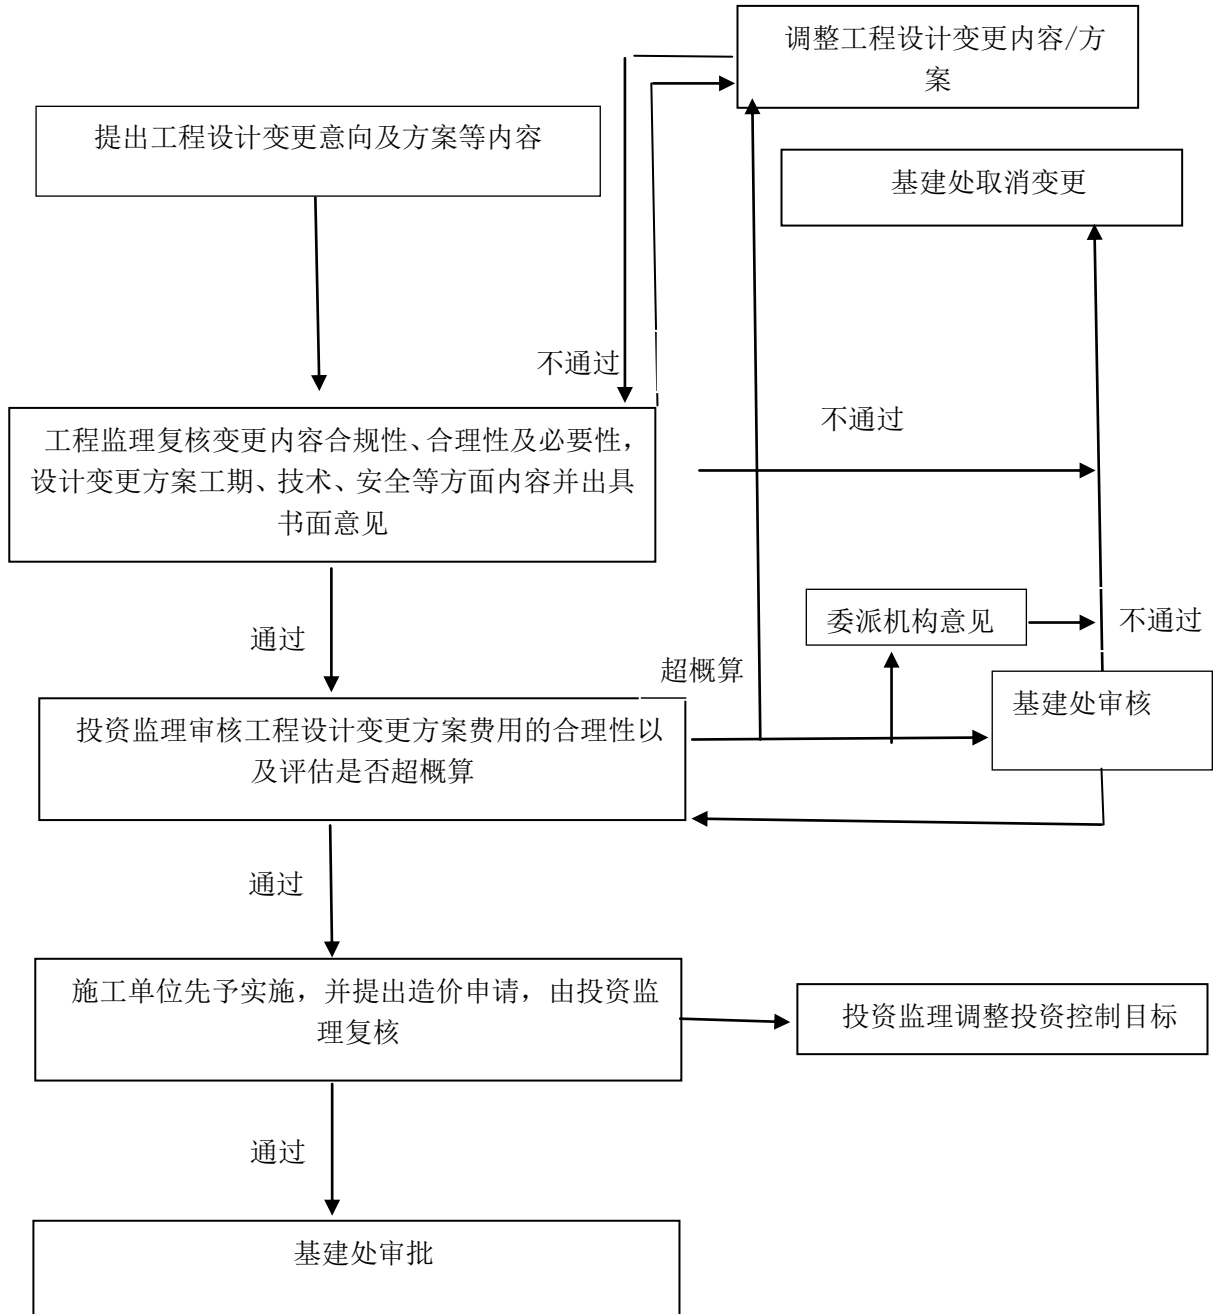 调整工程设计变更内容/方
案
提出工程设计变更意向及方案等内容
基建处取消变更
不通过
不通过
工程监理复核变更内容合规性、合理性及必要性，
设计变更方案工期、技术、安全等方面内容并出具
书面意见
委派机构意见
不通过
通过
超概算
基建处审核
投资监理审核工程设计变更方案费用的合理性以
及评估是否超概算
通过
施工单位先予实施，并提出造价申请，由投资监
理复核
投资监理调整投资控制目标
通过
基建处审批